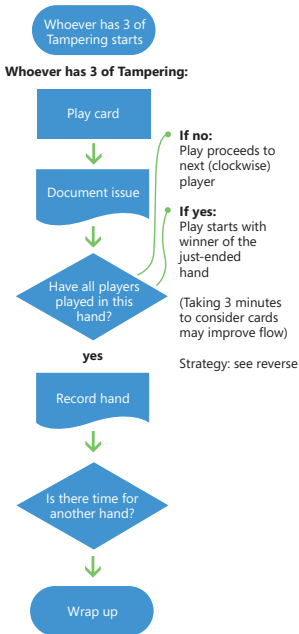 Whoever has 3 of
Tampering starts
Whoever has 3 of Tampering:
Play card
Document issue
Have all players
played in this
hand?
If no:
Play proceeds to
next (clockwise)
player
If yes:
Play starts with
winner of the
just-ended
hand
(Taking 3 minutes
to consider cards
may improve flow)
Strategy: see reverse
yes
Record hand
Is there time for
another hand?
Wrap up